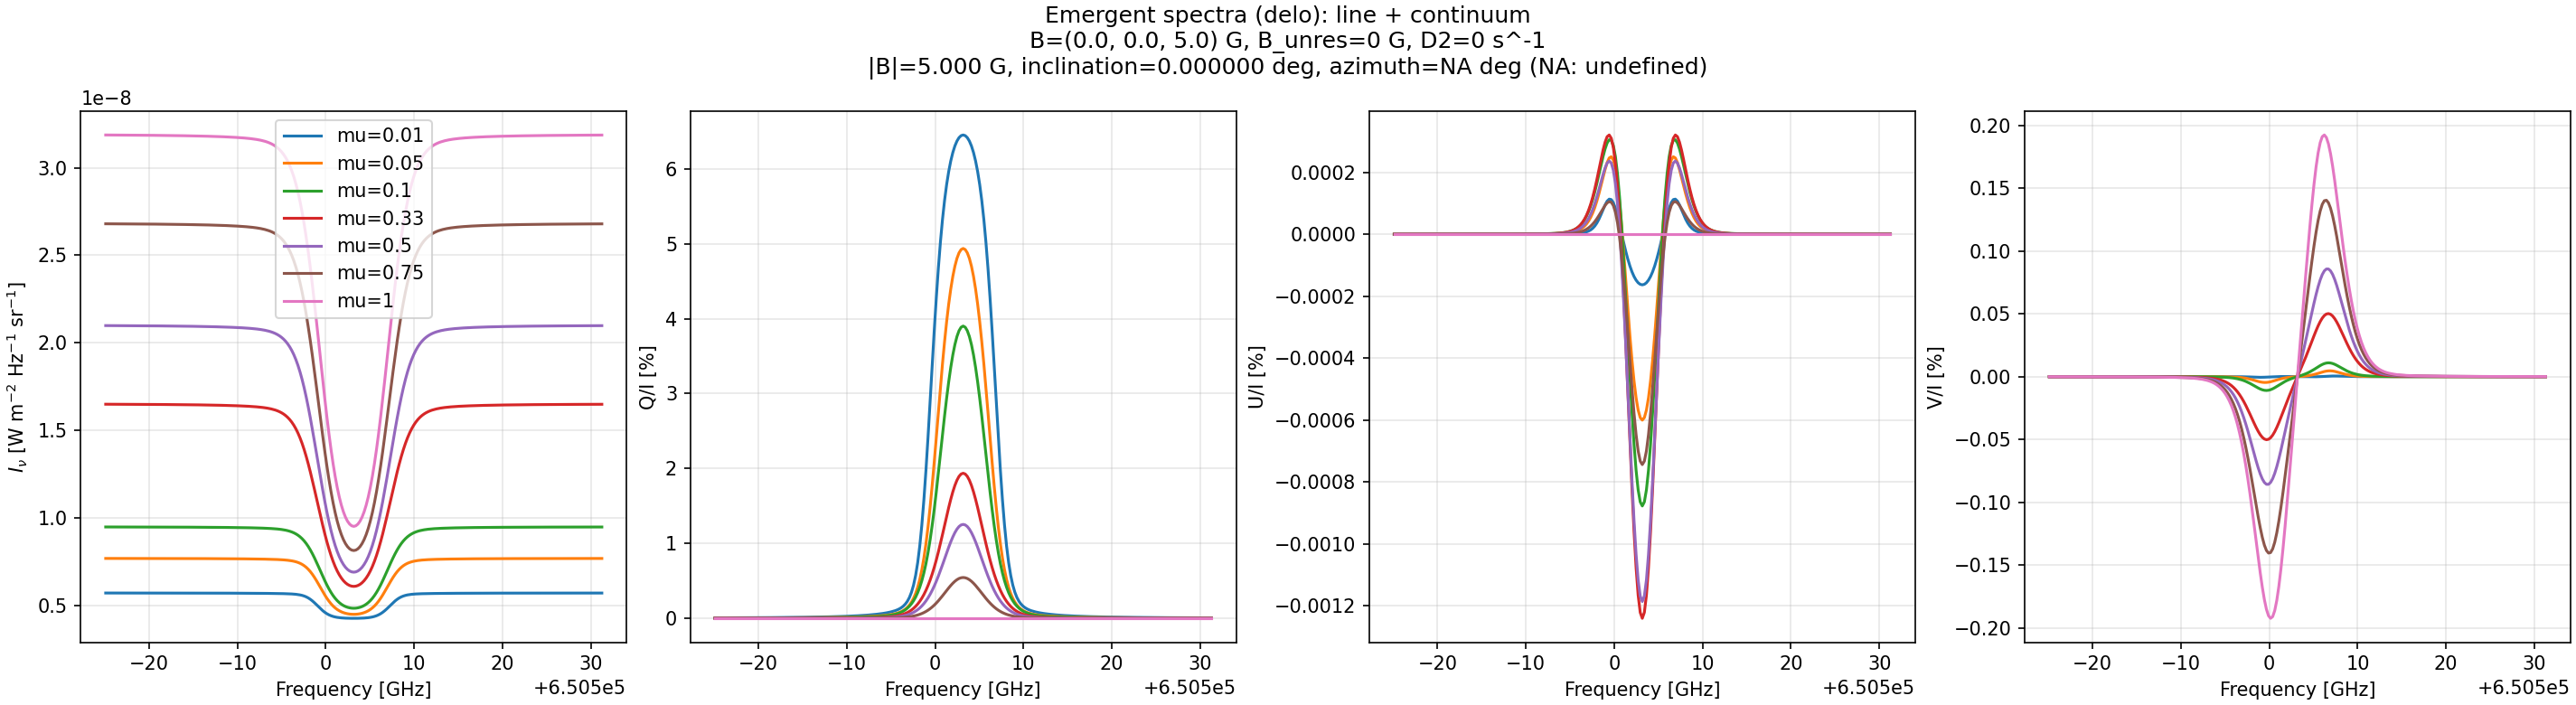 Emergent spectra (delo): line + continuum
B=(0.0, 0.0, 5.0) G, B_unres=0 G, D2=0 s^-1
|B|=5.000 G, inclination=0.000000 deg, azimuth=NA deg (NA: undefined)
1e−8
I_ν [W m⁻² Hz⁻¹ sr⁻¹]
3.0
2.5
2.0
1.5
1.0
0.5
mu=0.01
mu=0.05
mu=0.1
mu=0.33
mu=0.5
mu=0.75
mu=1
−20 −10 0 10 20 30
Frequency [GHz]
+6.505e5
Q/I [%]
6
5
4
3
2
1
0
−20 −10 0 10 20 30
Frequency [GHz]
+6.505e5
U/I [%]
0.0002
0.0000
−0.0002
−0.0004
−0.0006
−0.0008
−0.0010
−0.0012
−20 −10 0 10 20 30
Frequency [GHz]
+6.505e5
V/I [%]
0.20
0.15
0.10
0.05
0.00
−0.05
−0.10
−0.15
−0.20
−20 −10 0 10 20 30
Frequency [GHz]
+6.505e5